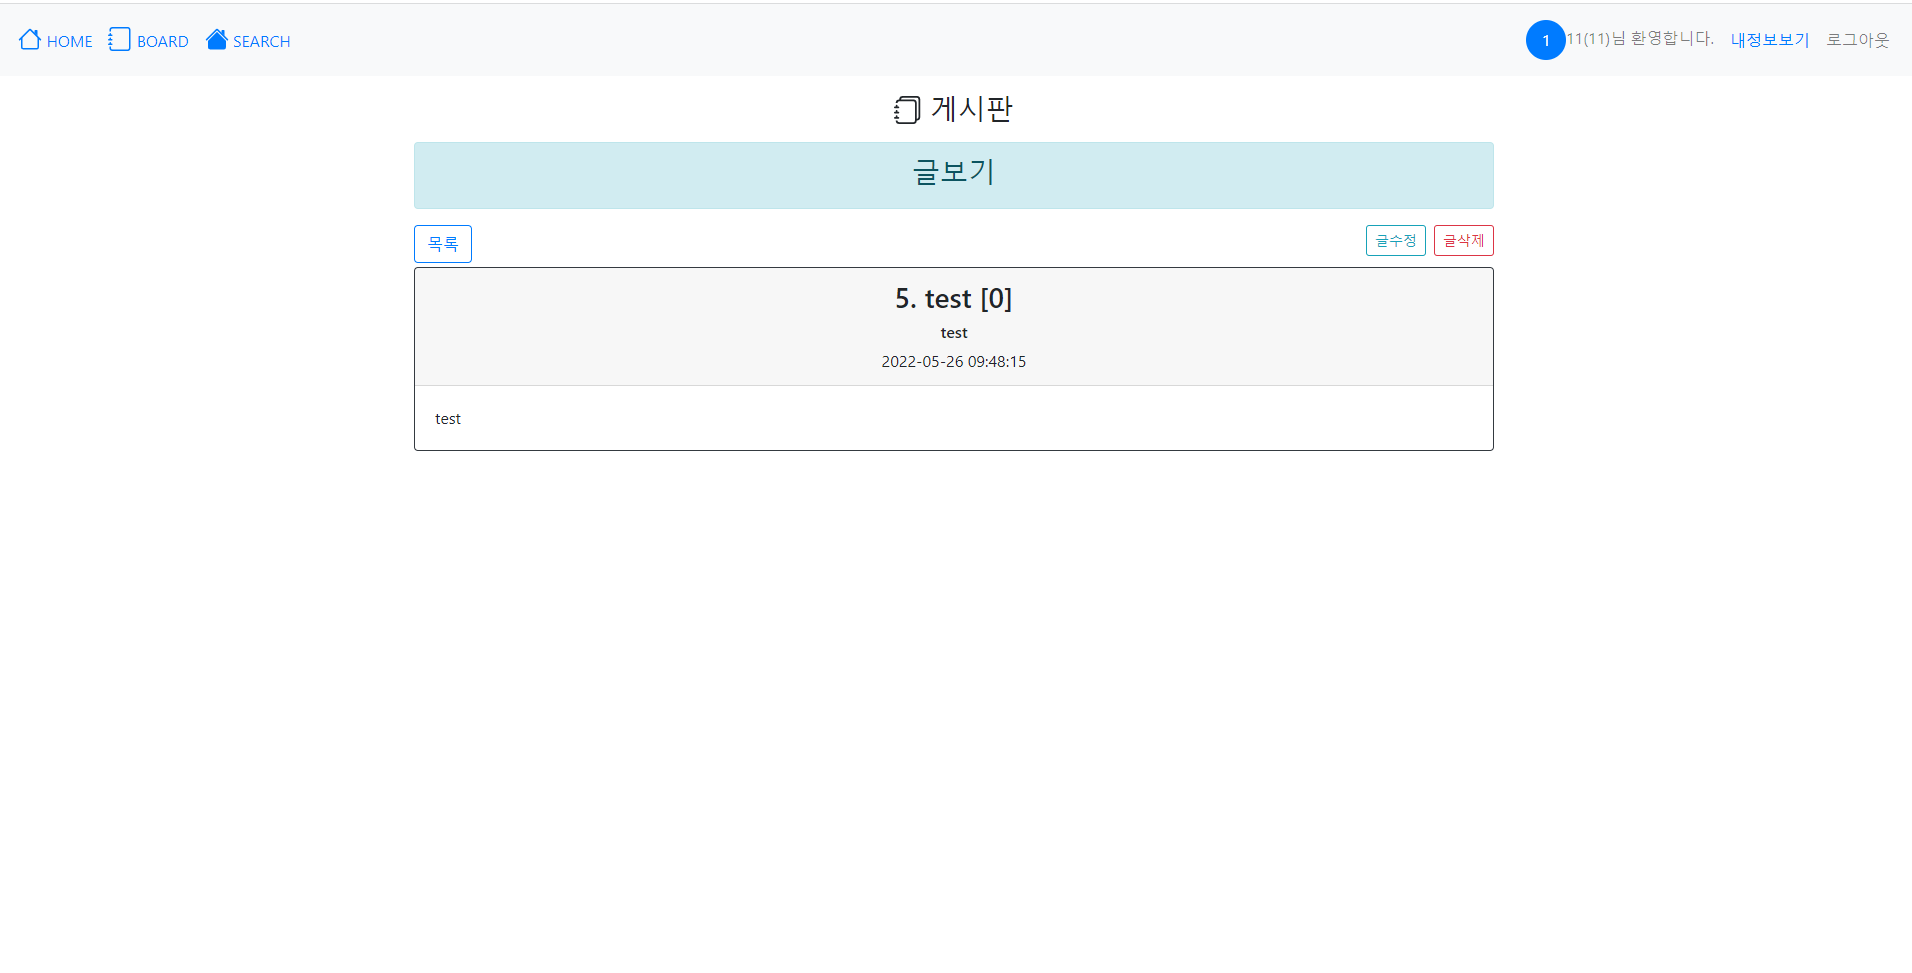 HOME BOARD SEARCH 1 11(11)님 환영합니다. 내정보보기 로그아웃
게시판
글보기
목록 글수정 글삭제
5. test [0]
test
2022-05-26 09:48:15
test